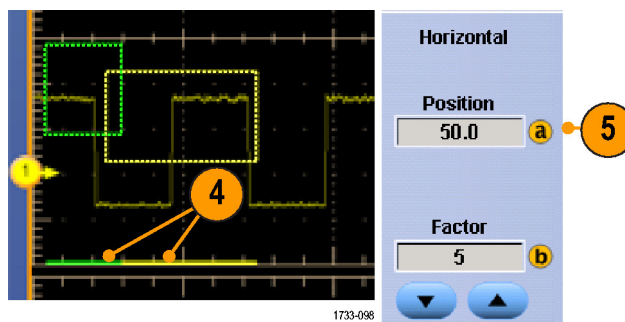 1
4
1733-098
Horizontal
Position
50.0 a
5
Factor
5 b